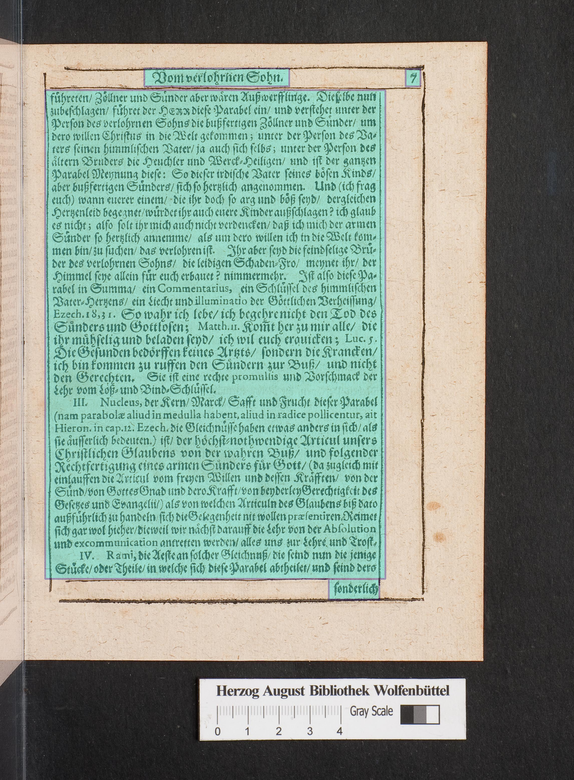 Vom verlohrnen Sohn.
7
führeten/ Zöllner und Sünder aber wären Außwerfflinge. Dieselbe nun
zubeschlagen/ führet der HErr diese Parabel ein/ und verstehet unter der
Person des verlohrnen Sohns die bußfertigen Zöllner und Sünder/ um
dero willen Christus in die Welt gekommen; unter der Person des Va-
ters seinen himmlischen Vater/ ja auch sich selbs; unter der Person des
ältern Bruders die Heuchler und Werck-Heiligen/ und ist der gantzen
Parabel Meynung diese: So dieser irdische Vater seines bösen Kinds/
aber bußfertigen Sünders/ sich so hertzlich angenommen. Und (ich frag
euch) wann euerer einem/ die ihr doch so arg und böß seyd/ dergleichen
Hertzenleid begegnet/ würdet ihr auch euere Kinder außschlagen? ich glaub
es nicht; also solt ihr mich auch nicht verdencken/ daß ich mich der armen
Sünder so hertzlich annemme/ als um dero willen ich in die Welt kom-
men bin/ zu suchen/ das verlohren ist. Ihr aber seyd die feindselige Brü-
der des verlohrnen Sohns/ die leidigen Schaden-Fro/ meynet ihr/ der
Himmel seye allein für euch erbauet? nimmermehr. Ist also diese Pa-
rabel in Summa/ ein Commentarius, ein Schlüssel des himmlischen
Vater-Hertzens/ ein Liecht und illuminatio der Göttlichen Verheissung/
Ezech. 18, 31. So wahr ich lebe/ ich begehr nicht den Tod des
Sünders und Gottlosen; Matth. 11. Komt her zu mir alle/ die
ihr mühselig und beladen seyd/ ich wil euch erquicken; Luc. 5.
Die Gesunden bedörffen keines Arzts/ sondern die Krancken/
ich bin kommen zu ruffen den Sündern zur Buß/ und nicht
den Gerechten. Sie ist eine rechte promulsis und Vorschmack der
Lehr vom Löß- und Bind-Schlüssel.
III. Nucleus, der Kern/ Marck/ Safft und Frucht dieser Parabel
(nam parabolæ aliud in medulla habent, aliud in radice pollicentur, ait
Hieron. in cap. 12. Ezech. die Gleichnüsse haben etwas anders in sich/ als
sie äusserlich bedeuten.) ist/ der höchst-nothwendige Articul unsers
Christlichen Glaubens von der wahren Buß/ und folgender
Rechtfertigung eines armen Sünders für Gott/ (da zugleich mit
einlauffen die Articul vom freyen Willen und dessen Kräfften/ von der
Sünd/ von Gottes Gnad und dero Krafft/ von beyderley Gerechtigkeit des
Gesetzes und Evangelii/) als von welchen Articuln des Glaubens biß dato
außführlich zu handeln/ sich die Gelegenheit nit wollen præsentiren. Reimet
sich gar wol hieher/ dieweil wir nächst darauff die Lehr von der Absolution
und excommunication antretten werden/ alles uns zur Lehre und Trost.
IV. Rami, die Aeste an solcher Gleichnuß/ die seind nun die jenige
Stücke/ oder Theile/ in welche sich diese Parabel abtheilet/ und seind ders
sonderlich
Herzog August Bibliothek Wolfenbüttel
Gray Scale
0 1 2 3 4